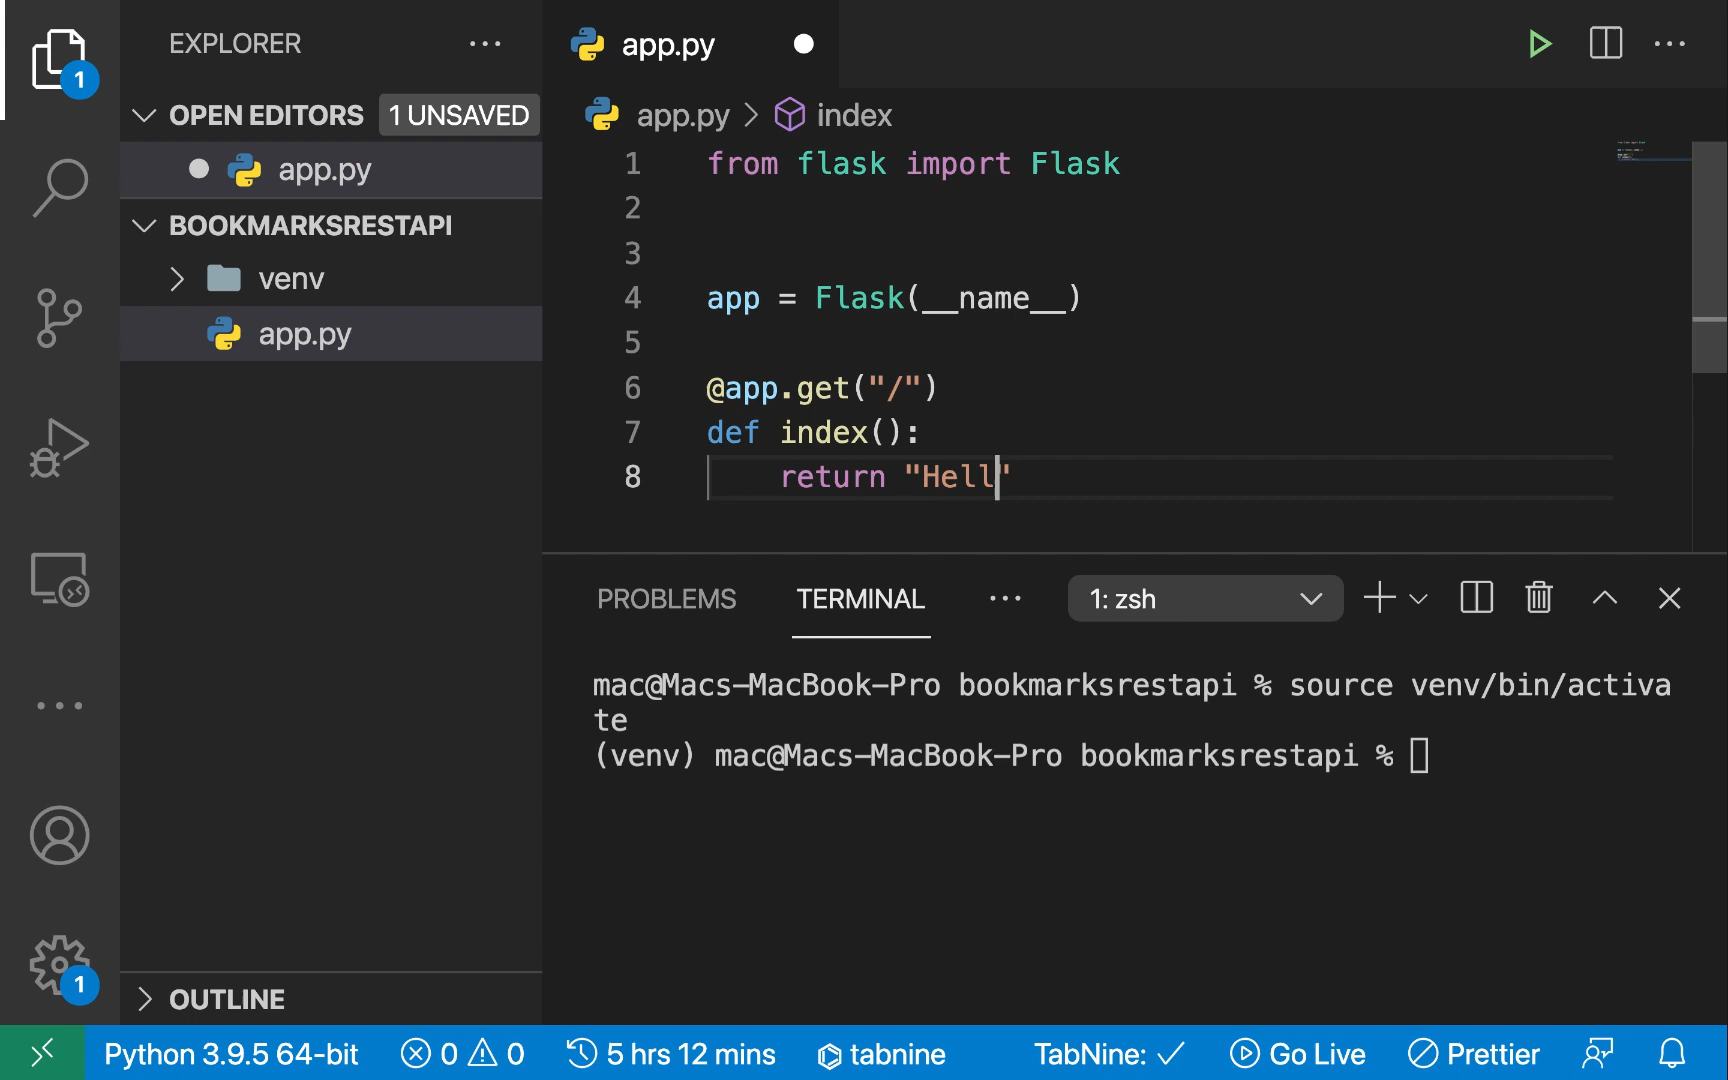 EXPLORER
OPEN EDITORS 1 UNSAVED
app.py
BOOKMARKSRESTAPI
venv
app.py
OUTLINE
app.py
app.py > index
1 from flask import Flask
2
3
4 app = Flask(__name__)
5
6 @app.get("/")
7 def index():
8 return "Hell"
PROBLEMS TERMINAL 1: zsh
mac@Macs-MacBook-Pro bookmarksrestapi % source venv/bin/activa
te
(venv) mac@Macs-MacBook-Pro bookmarksrestapi %
1
1
Python 3.9.5 64-bit 0 0 5 hrs 12 mins tabnine TabNine: ✓ Go Live Prettier